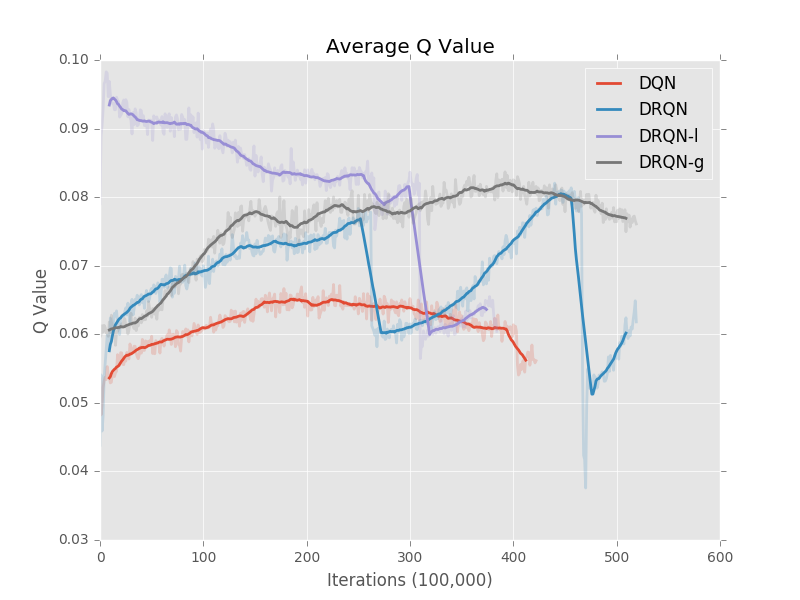 Average Q Value
0.10
0.09
0.08
0.07
0.06
0.05
0.04
0.03
Q Value
DQN
DRQN
DRQN-l
DRQN-g
0 100 200 300 400 500 600
Iterations (100,000)